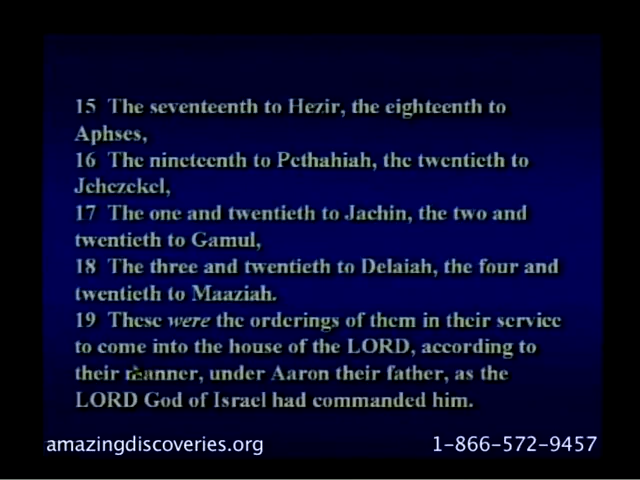 15 The seventeenth to Hezir, the eighteenth to
Aphses,
16 The nineteenth to Pethahiah, the twentieth to
Jehezekel,
17 The one and twentieth to Jachin, the two and
twentieth to Gamul,
18 The three and twentieth to Delaiah, the four and
twentieth to Maaziah.
19 These were the orderings of them in their service
to come into the house of the LORD, according to
their manner, under Aaron their father, as the
LORD God of Israel had commanded him.
amazingdiscoveries.org 1-866-572-9457